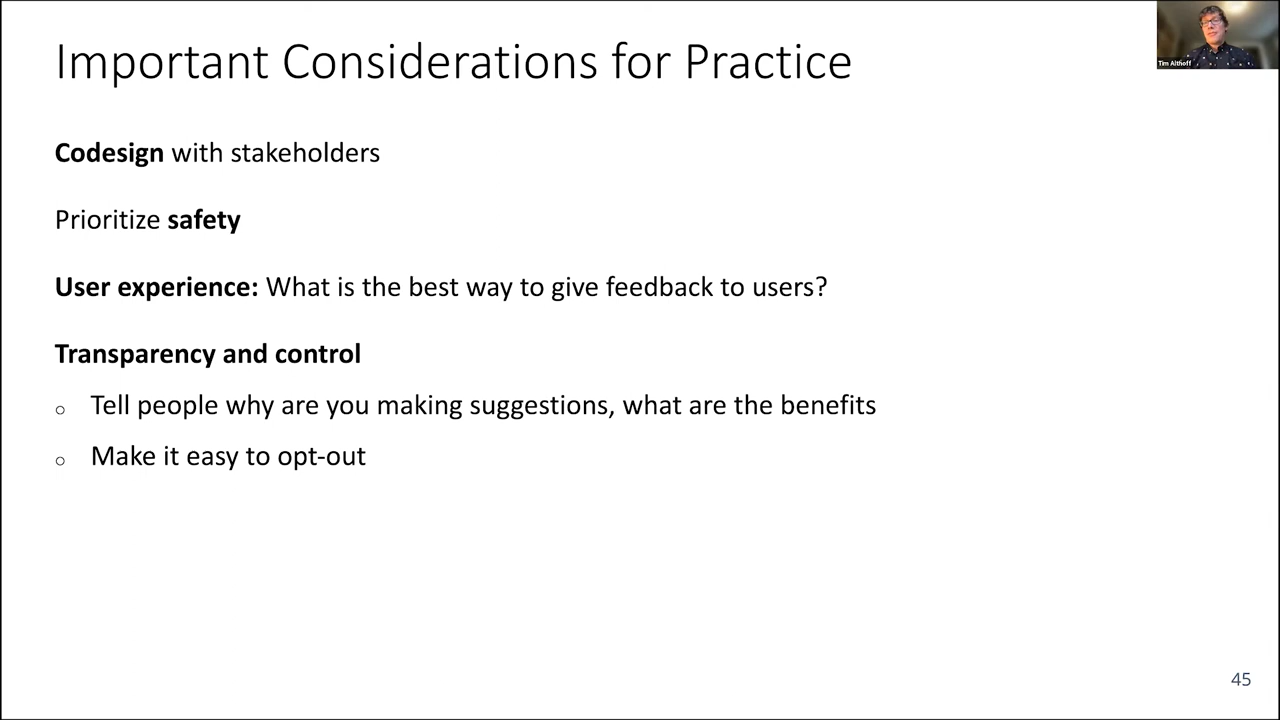 Important Considerations for Practice
Tim Althoff
Codesign with stakeholders
Prioritize safety
User experience: What is the best way to give feedback to users?
Transparency and control
○ Tell people why are you making suggestions, what are the benefits
○ Make it easy to opt-out
45